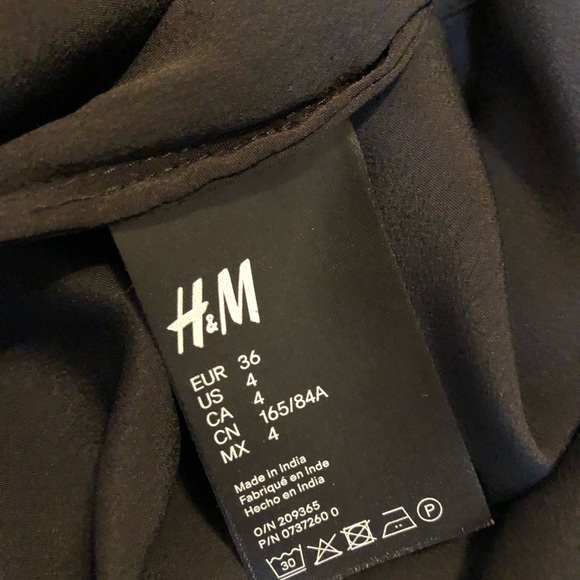 H&M
EUR 36
US 4
CA 4
CN 165/84A
MX 4
Made in India
Fabriqué en Inde
Hecho en India
O/N 209365
P/N 0737260 0
30 P